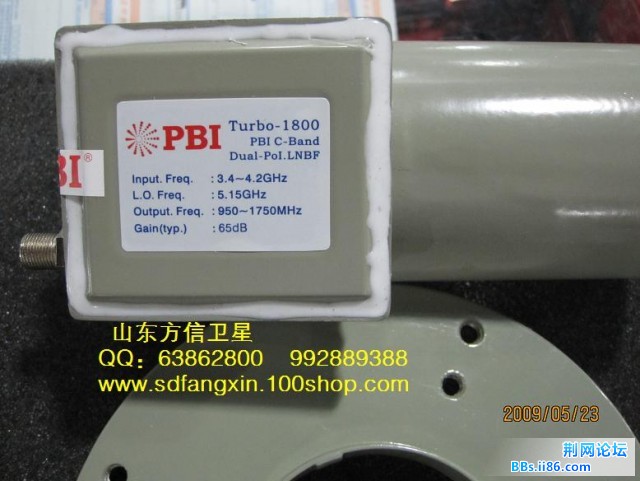 PBI
Turbo-1800
PBI C-Band
Dual-Pol.LNBF
BI®
Input. Freq. : 3.4~4.2GHz
L.O. Freq. : 5.15GHz
Output. Freq. : 950~1750MHz
Gain(typ.) : 65dB
山东方信卫星
QQ：63862800 992889388
www.sdfangxin.100shop.com
2009/05/23
荆网论坛
BBs.ii86.com